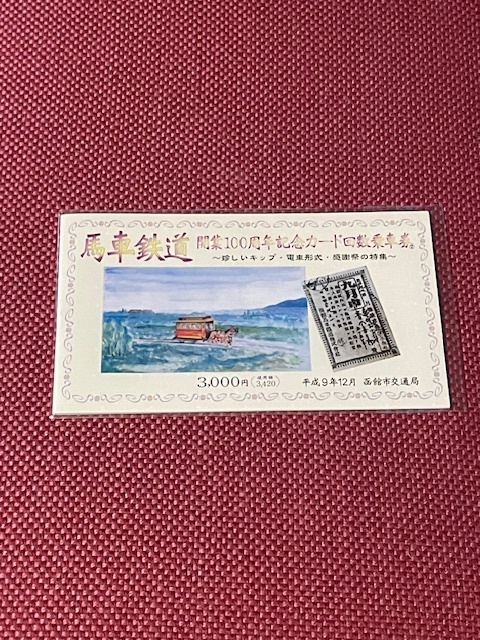 馬車鉄道 開業100周年記念カード回数乗車券
～珍しいキップ・電車形式・感謝祭の特集～
3,000円(使用額 3,420) 平成9年12月 函館市交通局